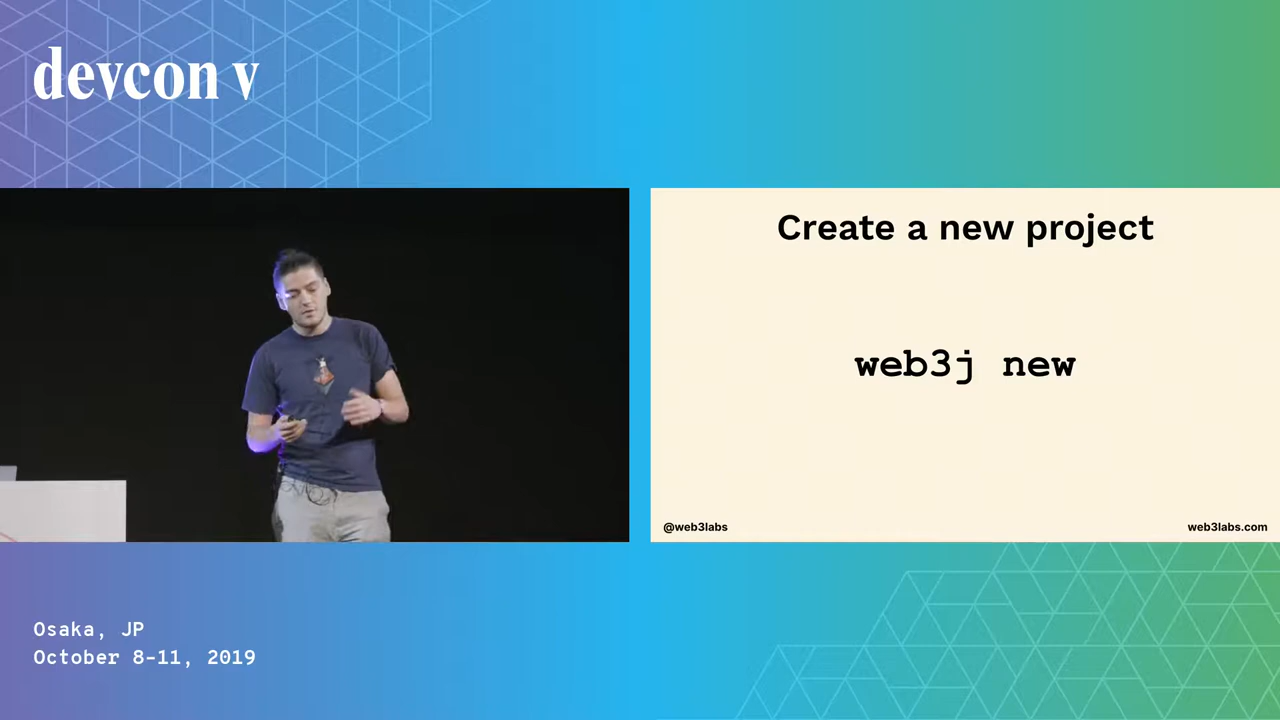 devcon v
Create a new project
web3j new
@web3labs
web3labs.com
Osaka, JP
October 8-11, 2019